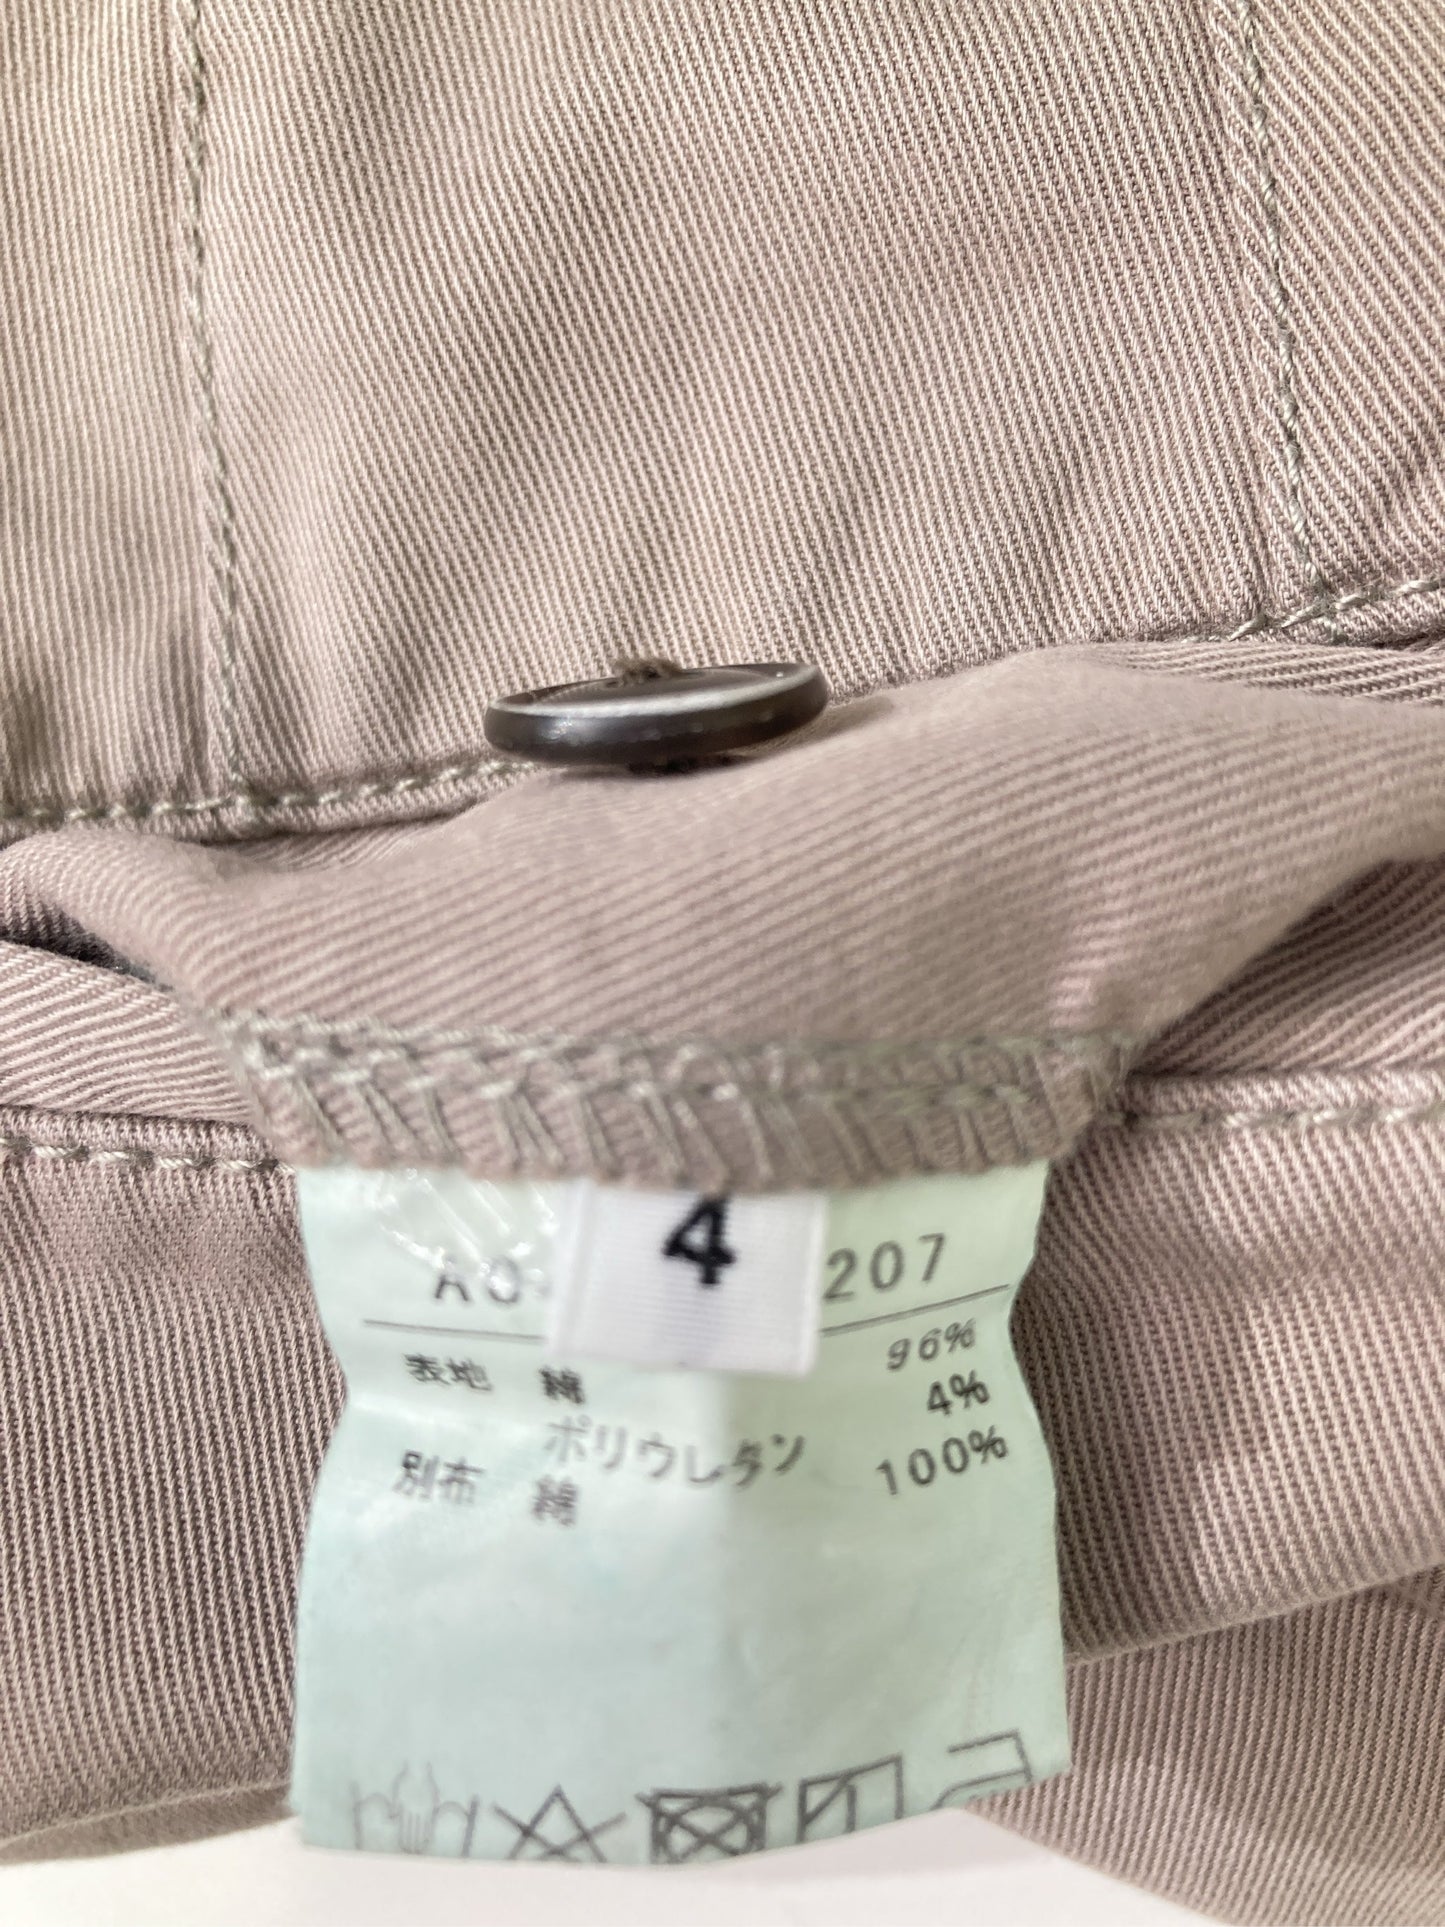 4
207
表地 綿 96%
ポリウレタン 4%
別布 綿 100%